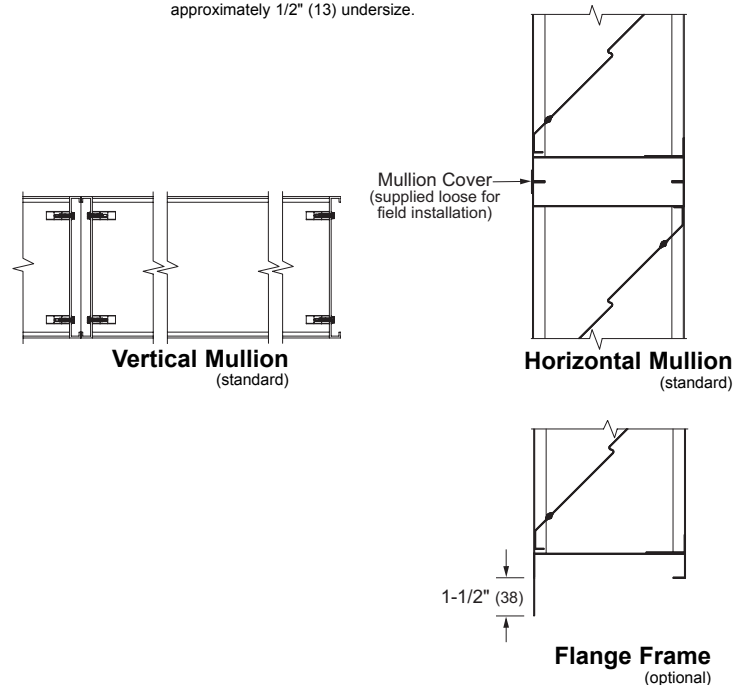 approximately 1/2" (13) undersize.
Mullion Cover
(supplied loose for
field installation)
Vertical Mullion
(standard)
Horizontal Mullion
(standard)
1-1/2" (38)
Flange Frame
(optional)